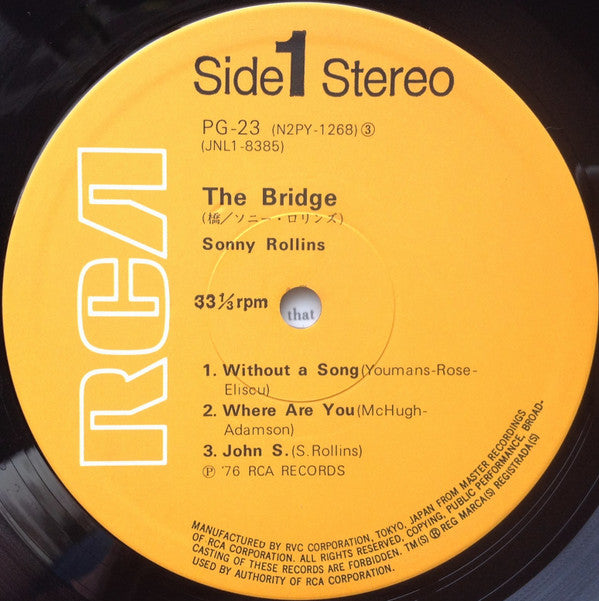 Side 1 Stereo
PG-23 (N2PY-1268)③
(JNL1-8385)
RCA
The Bridge
(橋/ソニー・ロリンズ)
Sonny Rollins
33⅓rpm
that
1. Without a Song(Youmans-Rose-
Eliscu)
2. Where Are You(McHugh-
Adamson)
3. John S.(S.Rollins)
Ⓟ '76 RCA RECORDS
MANUFACTURED BY RVC CORPORATION, TOKYO, JAPAN FROM MASTER RECORDINGS
OF RCA CORPORATION. ALL RIGHTS RESERVED, COPYING, PUBLIC PERFORMANCE, BROAD-
CASTING OF THESE RECORDS ARE FORBIDDEN. TM(S) ® REG MARCA(S) REGISTRADA(S)
USED BY AUTHORITY OF RCA CORPORATION.